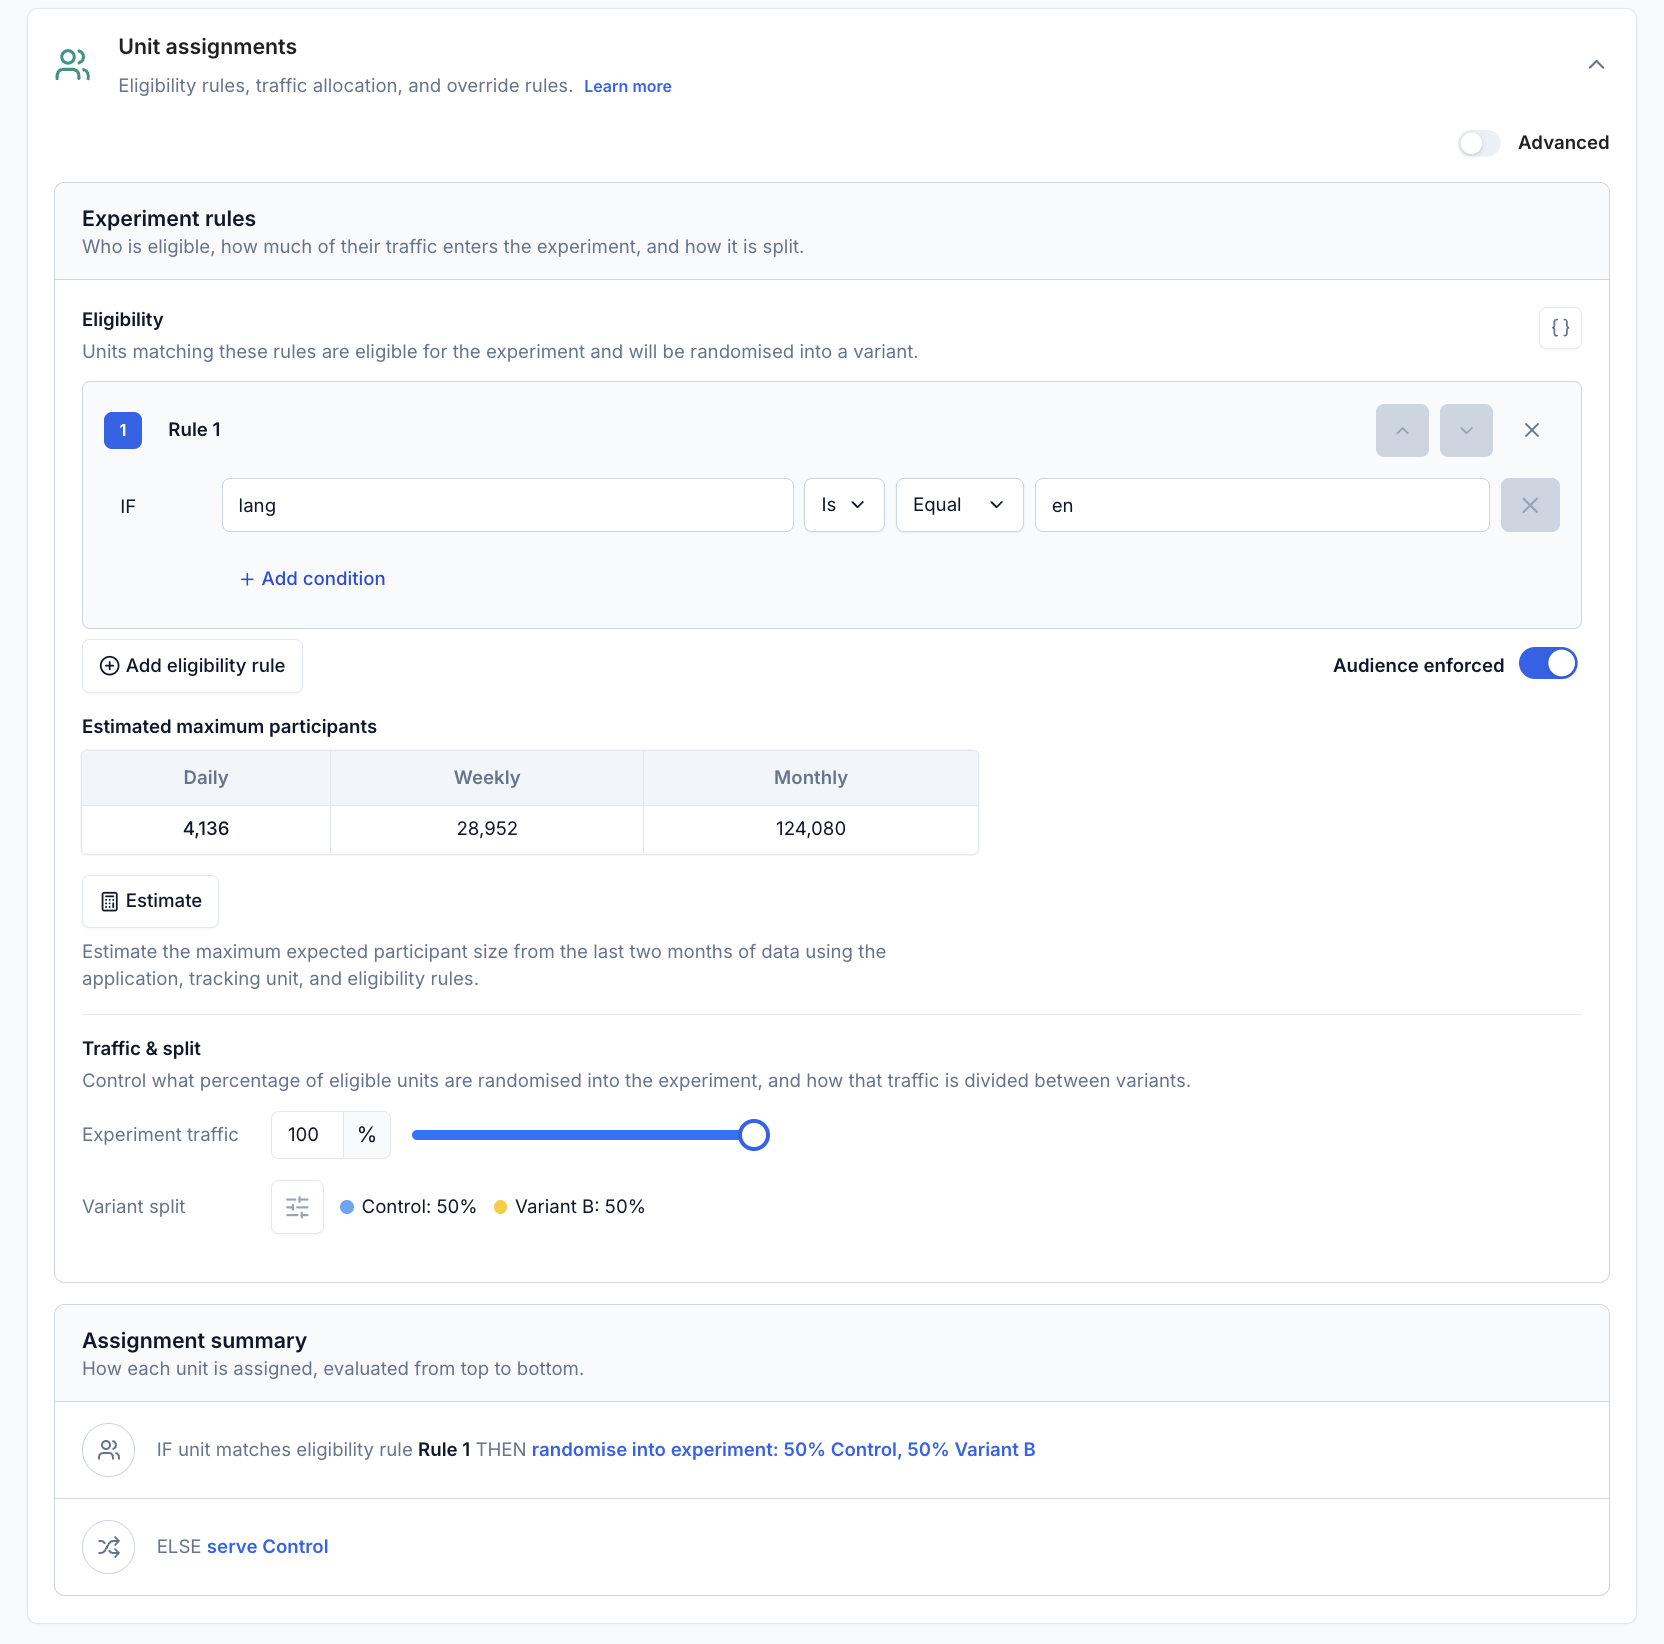 Unit assignments
Eligibility rules, traffic allocation, and override rules. Learn more
Advanced
Experiment rules
Who is eligible, how much of their traffic enters the experiment, and how it is split.
Eligibility
{ }
Units matching these rules are eligible for the experiment and will be randomised into a variant.
1 Rule 1
IF lang Is Equal en
+ Add condition
Add eligibility rule
Audience enforced
Estimated maximum participants
Daily Weekly Monthly
4,136 28,952 124,080
Estimate
Estimate the maximum expected participant size from the last two months of data using the
application, tracking unit, and eligibility rules.
Traffic & split
Control what percentage of eligible units are randomised into the experiment, and how that traffic is divided between variants.
Experiment traffic 100 %
Variant split Control: 50% Variant B: 50%
Assignment summary
How each unit is assigned, evaluated from top to bottom.
IF unit matches eligibility rule Rule 1 THEN randomise into experiment: 50% Control, 50% Variant B
ELSE serve Control